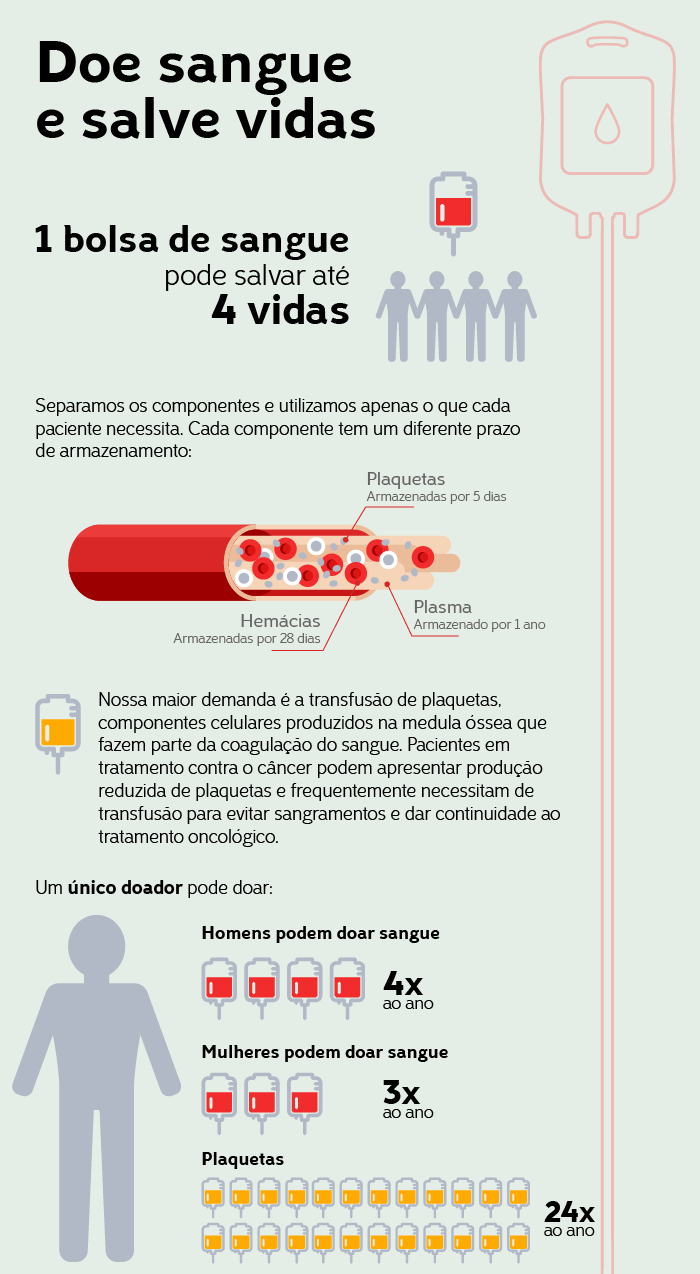 Doe sangue
e salve vidas
1 bolsa de sangue
pode salvar até
4 vidas
Separamos os componentes e utilizamos apenas o que cada
paciente necessita. Cada componente tem um diferente prazo
de armazenamento:
Plaquetas
Armazenadas por 5 dias
Hemácias
Armazenadas por 28 dias
Plasma
Armazenado por 1 ano
Nossa maior demanda é a transfusão de plaquetas,
componentes celulares produzidos na medula óssea que
fazem parte da coagulação do sangue. Pacientes em
tratamento contra o câncer podem apresentar produção
reduzida de plaquetas e frequentemente necessitam de
transfusão para evitar sangramentos e dar continuidade ao
tratamento oncológico.
Um único doador pode doar:
Homens podem doar sangue
4x
ao ano
Mulheres podem doar sangue
3x
ao ano
Plaquetas
24x
ao ano